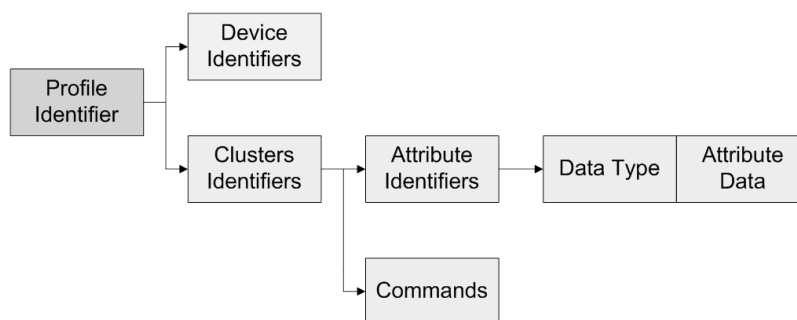 Device
Identifiers
Profile
Identifier
Clusters
Identifiers
Attribute
Identifiers
Data Type
Attribute
Data
Commands